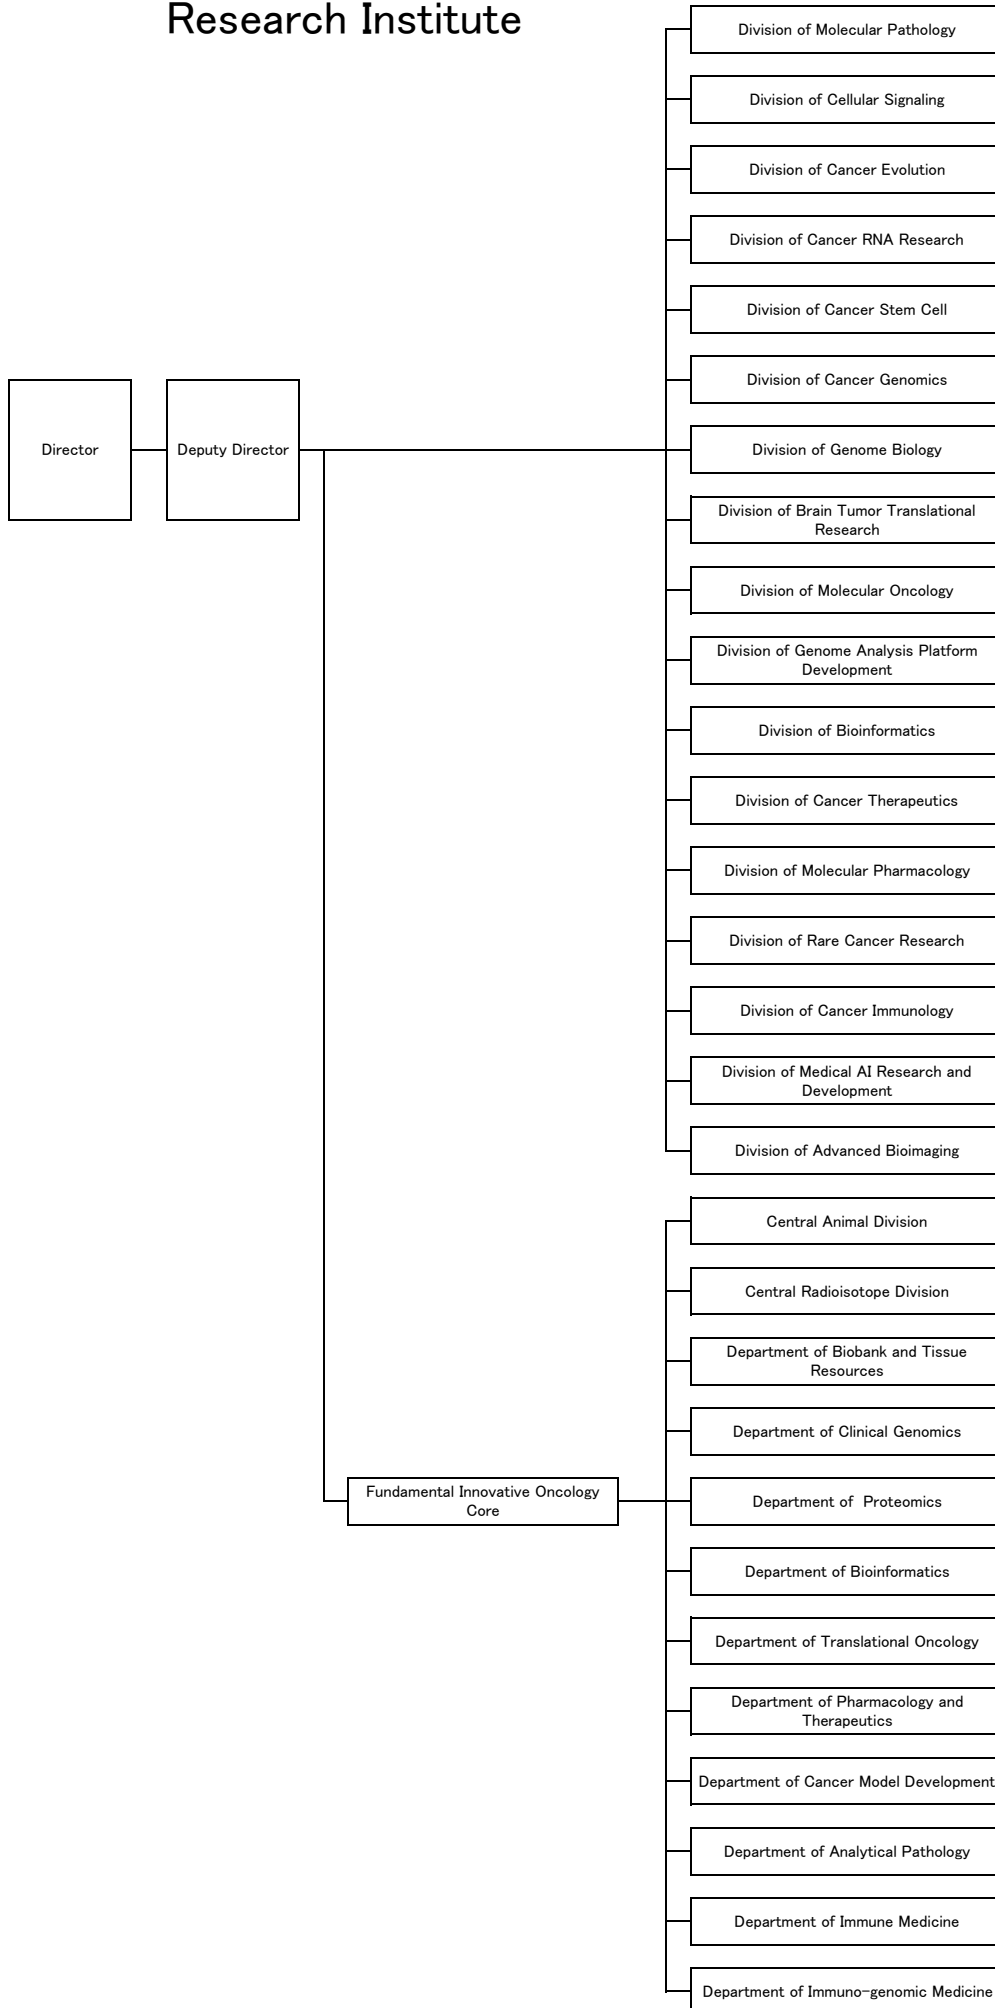 Research Institute
Division of Molecular Pathology
Division of Cellular Signaling
Division of Cancer Evolution
Division of Cancer RNA Research
Division of Cancer Stem Cell
Division of Cancer Genomics
Director
Deputy Director
Division of Genome Biology
Division of Brain Tumor Translational
Research
Division of Molecular Oncology
Division of Genome Analysis Platform
Development
Division of Bioinformatics
Division of Cancer Therapeutics
Division of Molecular Pharmacology
Division of Rare Cancer Research
Division of Cancer Immunology
Division of Medical AI Research and
Development
Division of Advanced Bioimaging
Central Animal Division
Central Radioisotope Division
Department of Biobank and Tissue
Resources
Department of Clinical Genomics
Fundamental Innovative Oncology
Core
Department of  Proteomics
Department of Bioinformatics
Department of Translational Oncology
Department of Pharmacology and
Therapeutics
Department of Cancer Model Development
Department of Analytical Pathology
Department of Immune Medicine
Department of Immuno-genomic Medicine